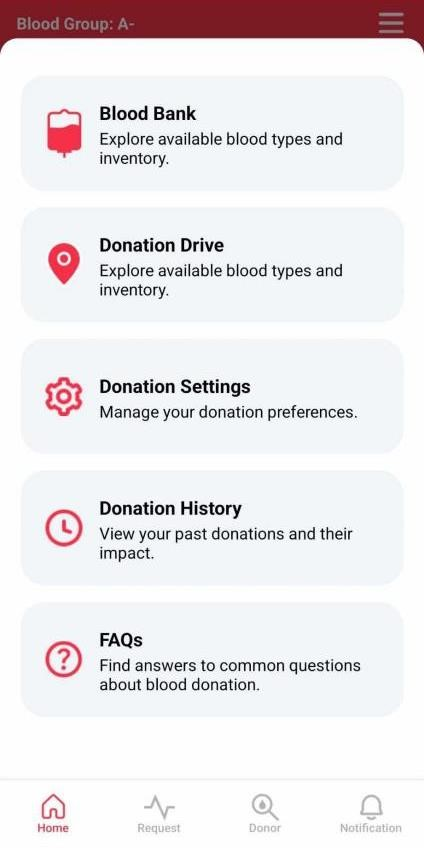 Blood Group: A-
Blood Bank
Explore available blood types and
inventory.
Donation Drive
Explore available blood types and
inventory.
Donation Settings
Manage your donation preferences.
Donation History
View your past donations and their
impact.
FAQs
Find answers to common questions
about blood donation.
Home Request Donor Notification